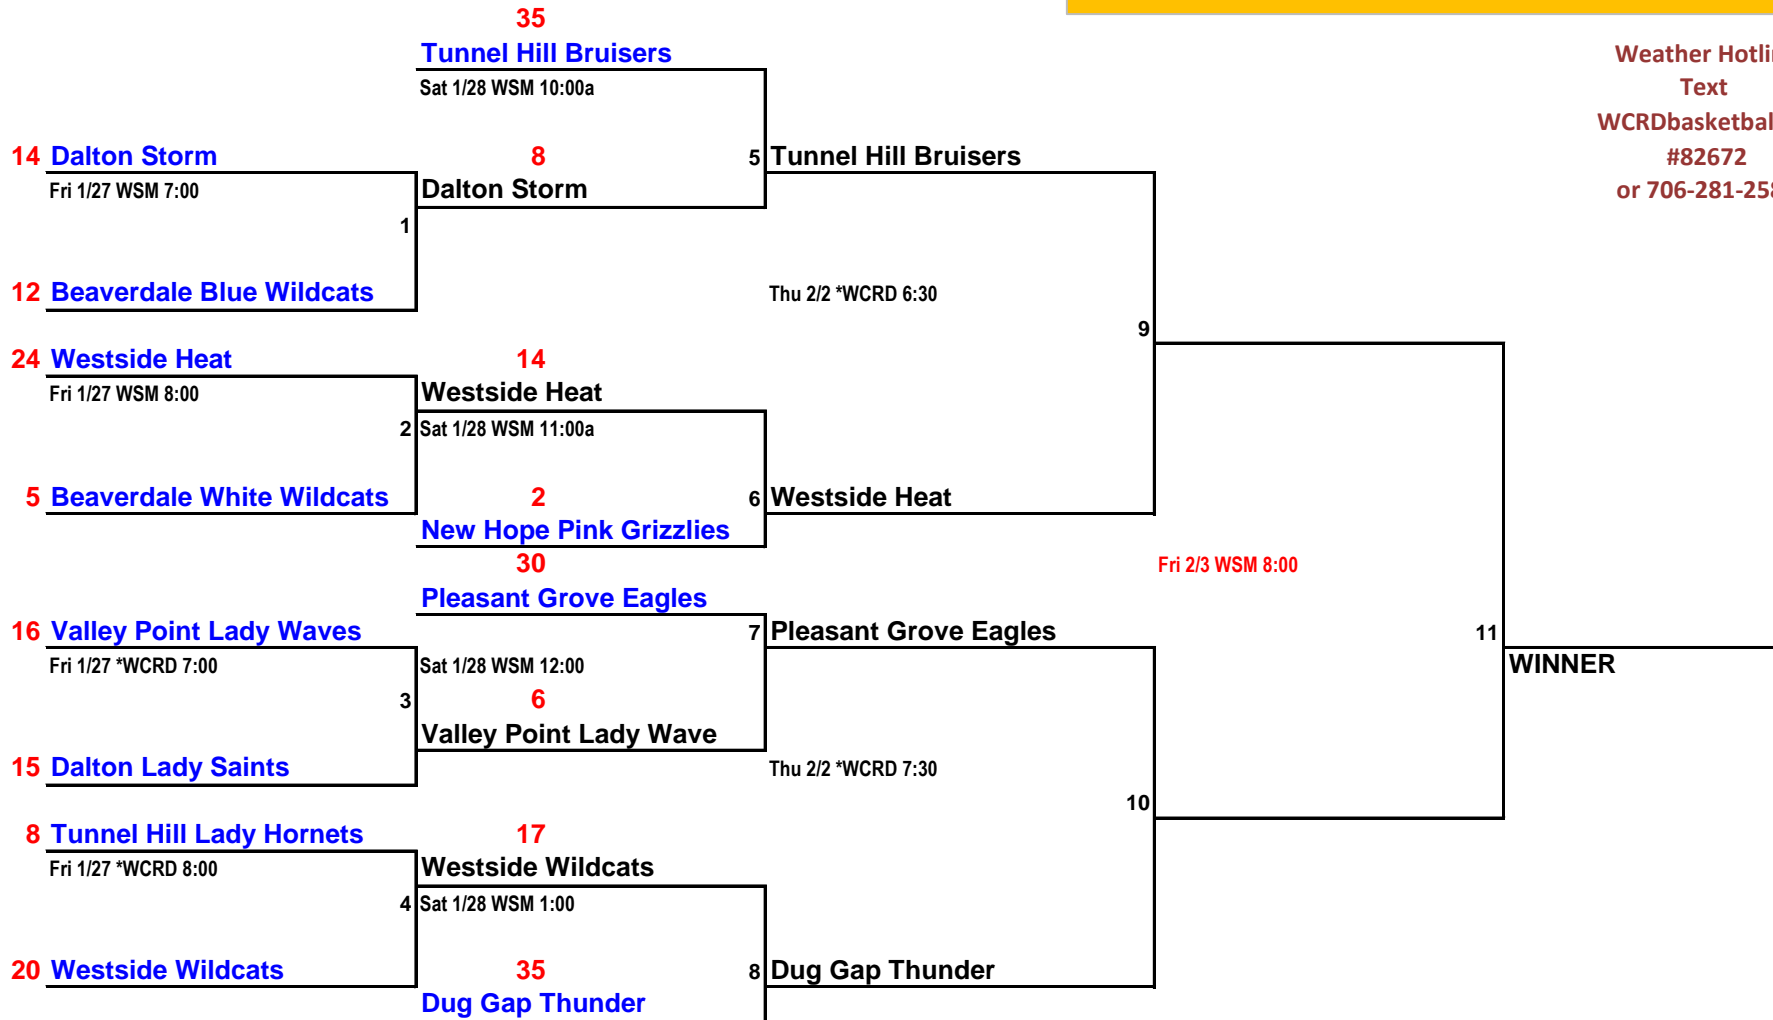 35
Tunnel Hill Bruisers
Weather Hotli
Sat 1/28 WSM 10:00a
Text
WCRDbasketbal
14 Dalton Storm
8
5 Tunnel Hill Bruisers
#82672
Fri 1/27 WSM 7:00
Dalton Storm
or 706-281-25
1
12 Beaverdale Blue Wildcats
Thu 2/2 *WCRD 6:30
9
24 Westside Heat
14
Fri 1/27 WSM 8:00
Westside Heat
2 Sat 1/28 WSM 11:00a
5 Beaverdale White Wildcats
2
6 Westside Heat
New Hope Pink Grizzlies
30
Fri 2/3 WSM 8:00
Pleasant Grove Eagles
16 Valley Point Lady Waves
7 Pleasant Grove Eagles
11
Fri 1/27 *WCRD 7:00
Sat 1/28 WSM 12:00
WINNER
3
6
Valley Point Lady Wave
15 Dalton Lady Saints
Thu 2/2 *WCRD 7:30
10
8 Tunnel Hill Lady Hornets
17
Fri 1/27 *WCRD 8:00
Westside Wildcats
4 Sat 1/28 WSM 1:00
20 Westside Wildcats
35
8 Dug Gap Thunder
Dug Gap Thunder